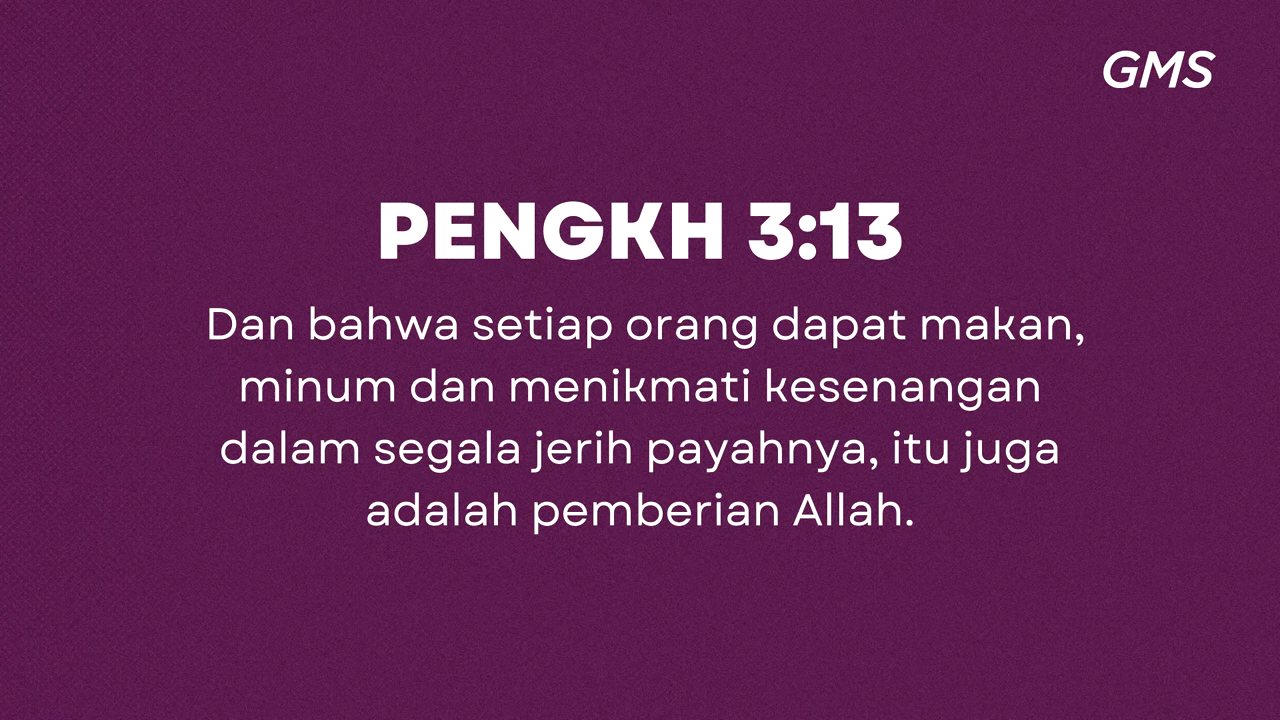 GMS
PENGKH 3:13
Dan bahwa setiap orang dapat makan,
minum dan menikmati kesenangan
dalam segala jerih payahnya, itu juga
adalah pemberian Allah.